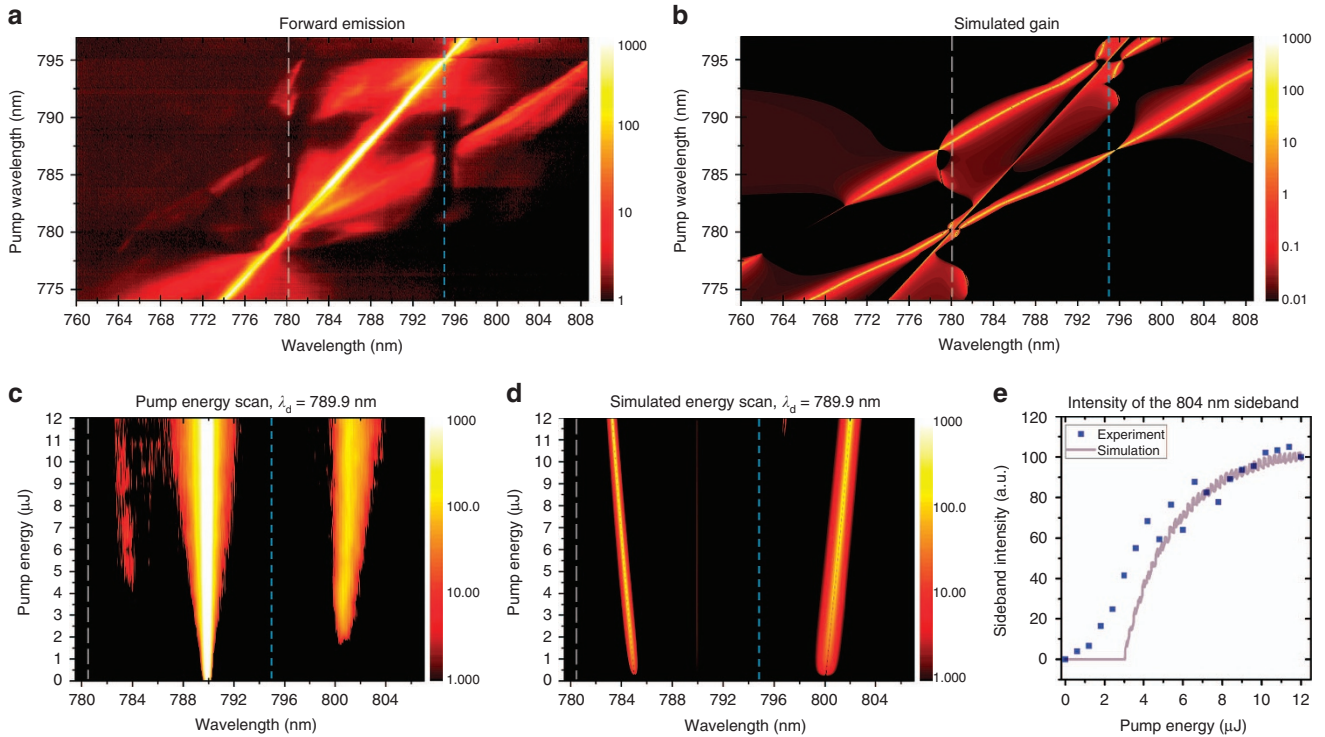 a
Forward emission
795
790
785
780
775
Pump wavelength (nm)
760 764 768 772 776 780 784 788 792 796 800 804 808
Wavelength (nm)
1000
100
10
1
b
Simulated gain
795
790
785
780
775
Pump wavelength (nm)
760 764 768 772 776 780 784 788 792 796 800 804 808
Wavelength (nm)
1000
100
10
1
0.1
0.01
c
Pump energy scan, λd = 789.9 nm
12
11
10
9
8
7
6
5
4
3
2
1
0
Pump energy (μJ)
780 784 788 792 796 800 804
Wavelength (nm)
1000
100.0
10.00
1.000
d
Simulated energy scan, λd = 789.9 nm
12
11
10
9
8
7
6
5
4
3
2
1
0
Pump energy (μJ)
780 784 788 792 796 800 804
Wavelength (nm)
1000
100.0
10.00
1.000
e
Intensity of the 804 nm sideband
Experiment
Simulation
120
100
80
60
40
20
0
Sideband intensity (a.u.)
0 2 4 6 8 10 12
Pump energy (μJ)